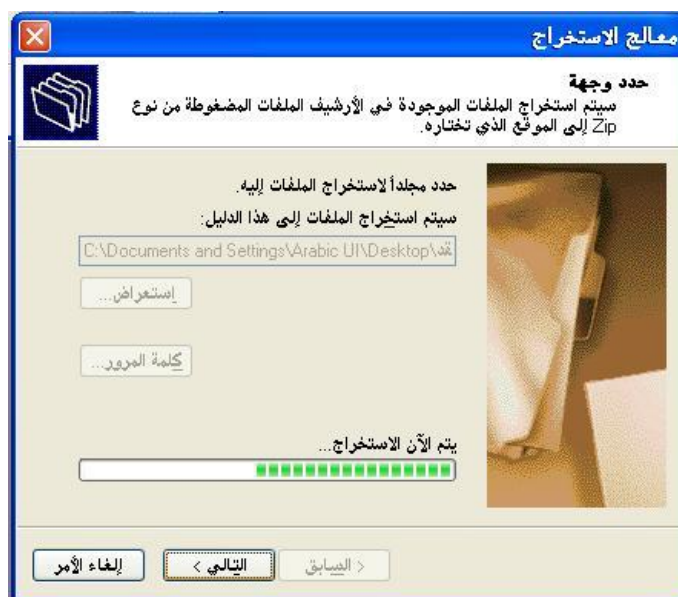 معالج الاستخراج
حدد وجهة
سيتم استخراج الملفات الموجودة في الأرشيف الملفات المضغوطة من نوع
Zip إلى الموقع الذي تختاره.
حدد مجلداً لاستخراج الملفات إليه.
سيتم استخراج الملفات إلى هذا الدليل:
C:\Documents and Settings\Arabic UI\Desktop\
إستعراض...
كلمة المرور...
يتم الآن الاستخراج...
< السابق
التالي >
إلغاء الأمر